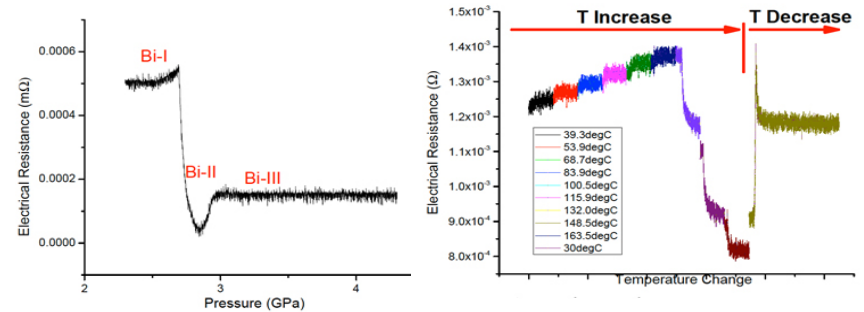 0.0006
0.0004
0.0002
0.0000
Electrical Resistance (mΩ)
Bi-I
Bi-II
Bi-III
2
3
4
Pressure (GPa)
T Increase
T Decrease
1.5x10⁻³
1.4x10⁻³
1.3x10⁻³
1.2x10⁻³
1.1x10⁻³
1.0x10⁻³
9.0x10⁻⁴
8.0x10⁻⁴
Electrical Resistance (Ω)
39.3degC
53.9degC
68.7degC
83.9degC
100.5degC
115.9degC
132.0degC
148.5degC
163.5degC
30degC
Temperature Change